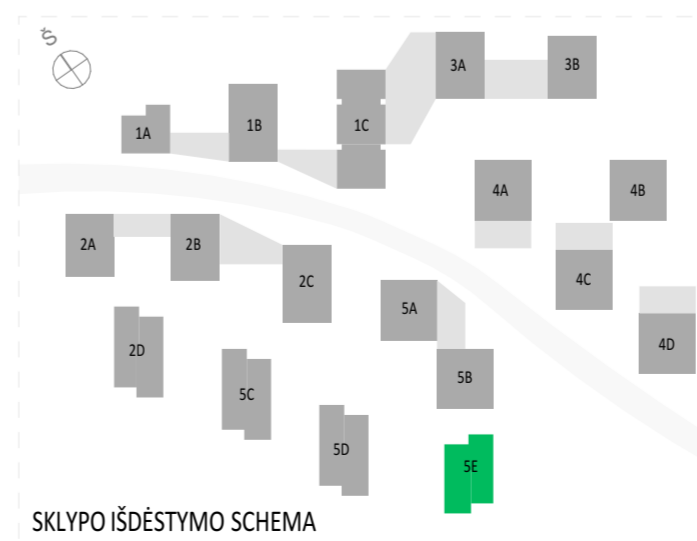 Š
3A
3B
1A
1B
1C
4A
4B
2A
2B
2C
4C
5A
4D
2D
5B
5C
5D
5E
SKLYPO IŠDĖSTYMO SCHEMA